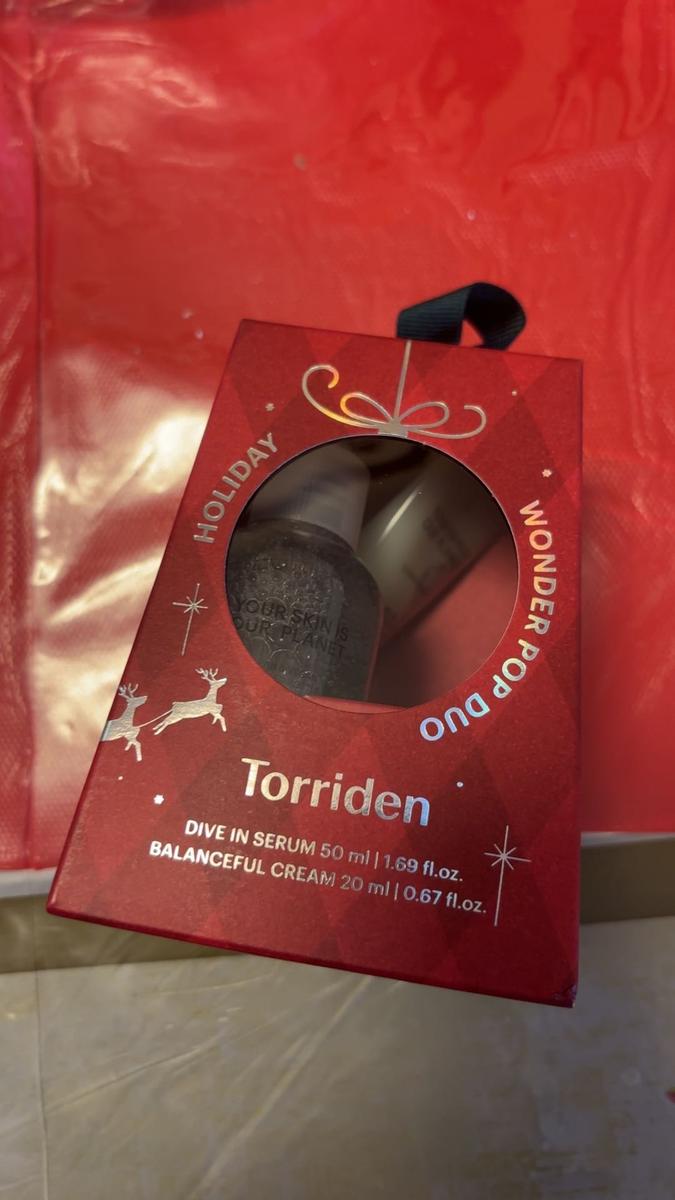 HOLIDAY
WONDER POP DUO
YOUR SKIN IS
OUR PLANET
Torriden
DIVE IN SERUM 50 ml | 1.69 fl.oz.
BALANCEFUL CREAM 20 ml | 0.67 fl.oz.